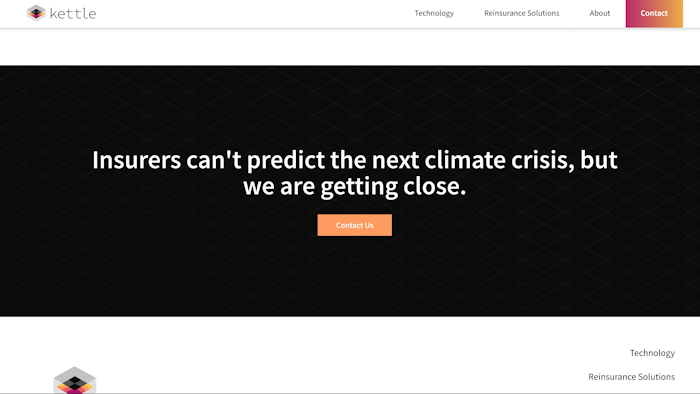 kettle
Technology
Reinsurance Solutions
About
Contact
Insurers can't predict the next climate crisis, but
we are getting close.
Contact Us
Technology
Reinsurance Solutions